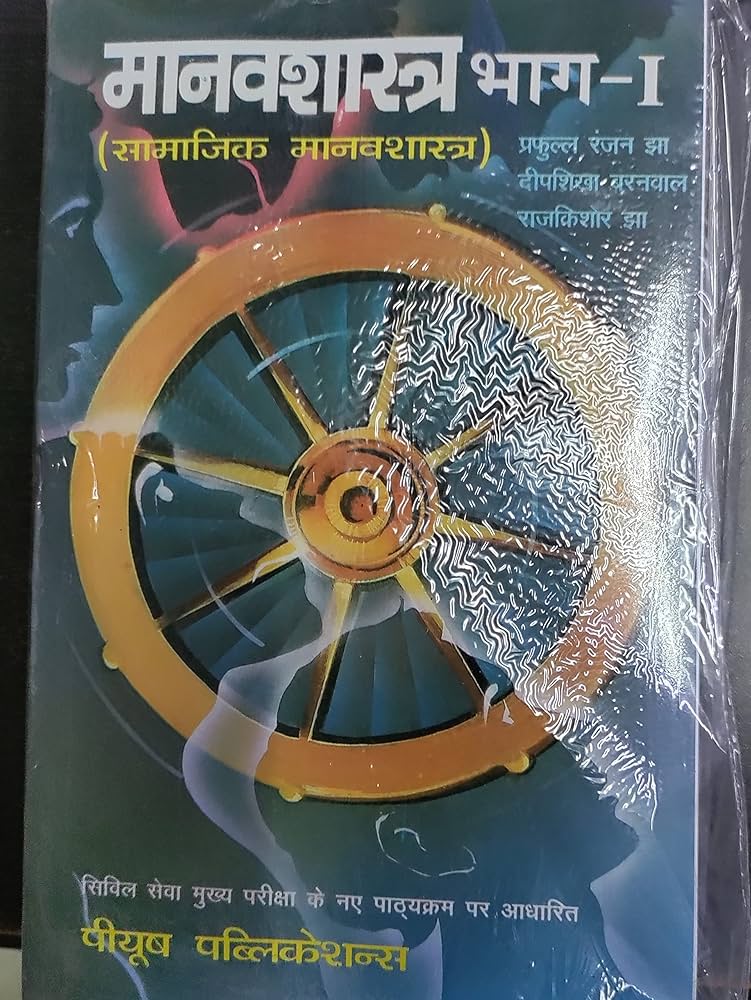 मानवशास्त्र भाग-I
(सामाजिक मानवशास्त्र)
प्रफुल्ल रंजन झा
दीपशिखा बरनवाल
राजकिशोर झा
सिविल सेवा मुख्य परीक्षा के नए पाठ्यक्रम पर आधारित
पीयूष पब्लिकेशन्स